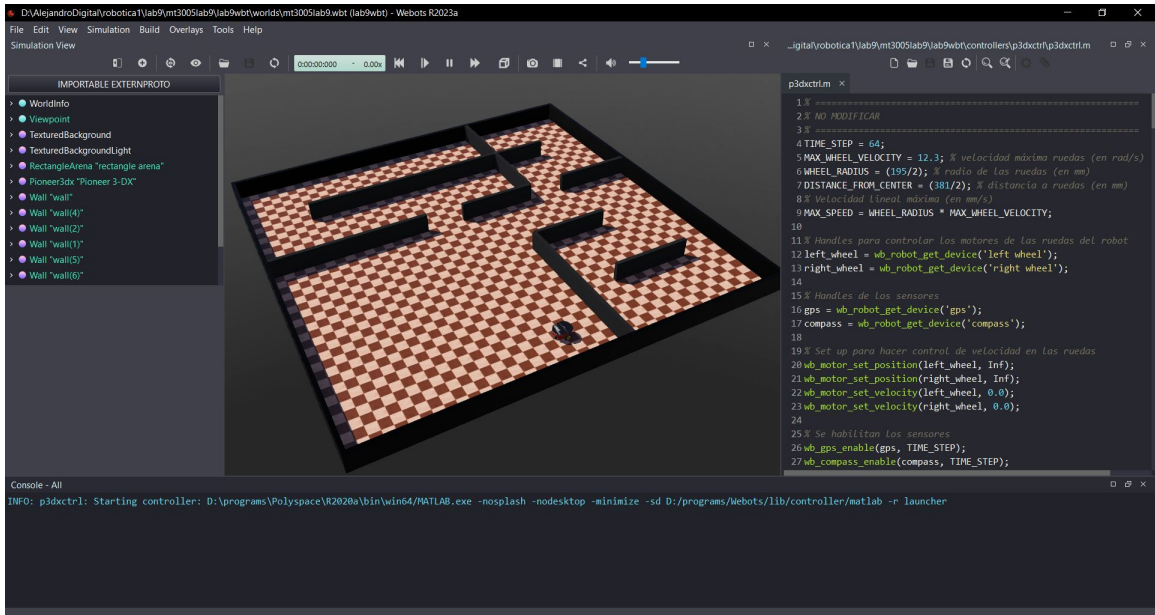 D:\AlejandroDigital\robotica1\lab9\mt3005lab9\lab9wbt\worlds\mt3005lab9.wbt (lab9wbt) - Webots R2023a
File Edit View Simulation Build Overlays Tools Help
Simulation View
...igital\robotica1\lab9\mt3005lab9\lab9wbt\controllers\p3dxctrl\p3dxctrl.m
0:00:00:000 - 0.00x
IMPORTABLE EXTERNPROTO
WorldInfo
Viewpoint
TexturedBackground
TexturedBackgroundLight
RectangleArena "rectangle arena"
Pioneer3dx "Pioneer 3-DX"
Wall "wall"
Wall "wall(4)"
Wall "wall(2)"
Wall "wall(1)"
Wall "wall(5)"
Wall "wall(6)"
p3dxctrl.m
1 % ============================================================
2 % NO MODIFICAR
3 % ============================================================
4 TIME_STEP = 64;
5 MAX_WHEEL_VELOCITY = 12.3; % velocidad máxima ruedas (en rad/s)
6 WHEEL_RADIUS = (195/2); % radio de las ruedas (en mm)
7 DISTANCE_FROM_CENTER = (381/2); % distancia a ruedas (en mm)
8 % Velocidad lineal máxima (en mm/s)
9 MAX_SPEED = WHEEL_RADIUS * MAX_WHEEL_VELOCITY;
10
11 % Handles para controlar los motores de las ruedas del robot
12 left_wheel = wb_robot_get_device('left wheel');
13 right_wheel = wb_robot_get_device('right wheel');
14
15 % Handles de los sensores
16 gps = wb_robot_get_device('gps');
17 compass = wb_robot_get_device('compass');
18
19 % Set up para hacer control de velocidad en las ruedas
20 wb_motor_set_position(left_wheel, Inf);
21 wb_motor_set_position(right_wheel, Inf);
22 wb_motor_set_velocity(left_wheel, 0.0);
23 wb_motor_set_velocity(right_wheel, 0.0);
24
25 % Se habilitan los sensores
26 wb_gps_enable(gps, TIME_STEP);
27 wb_compass_enable(compass, TIME_STEP);
Console - All
INFO: p3dxctrl: Starting controller: D:\programs\Polyspace\R2020a\bin\win64/MATLAB.exe -nosplash -nodesktop -minimize -sd D:/programs/Webots/lib/controller/matlab -r launcher